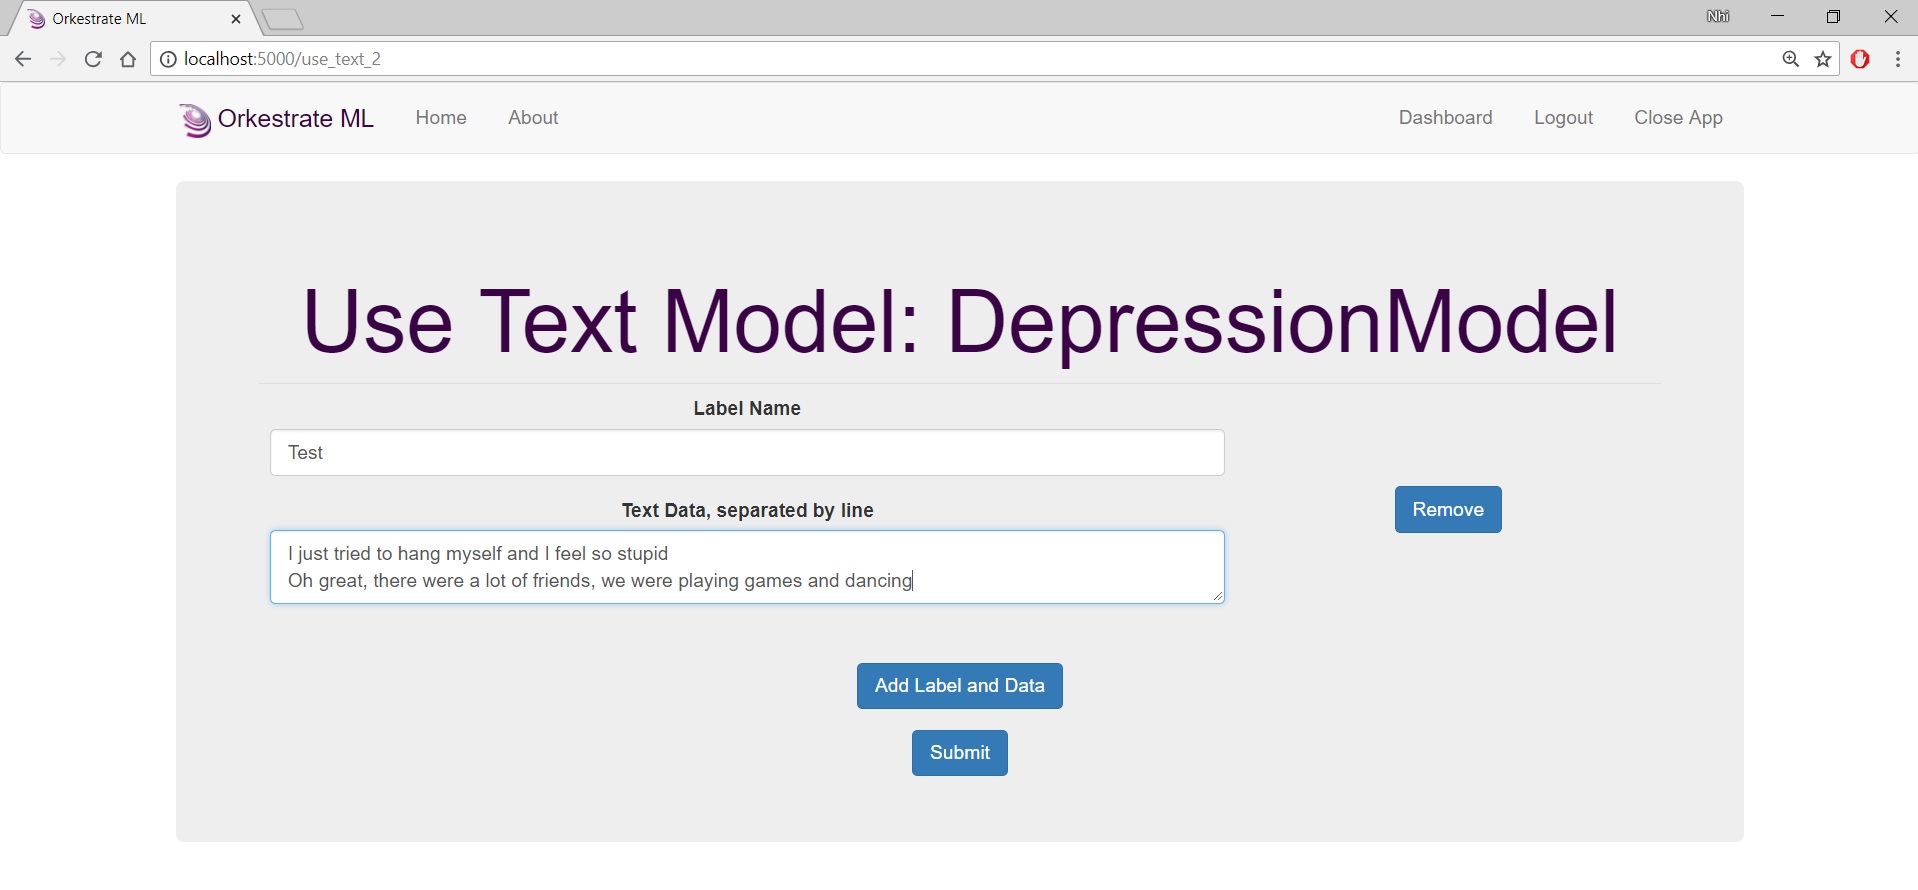 Orkestrate ML
Nhi
localhost:5000/use_text_2
Orkestrate ML Home About Dashboard Logout Close App
Use Text Model: DepressionModel
Label Name
Test
Text Data, separated by line
Remove
I just tried to hang myself and I feel so stupid
Oh great, there were a lot of friends, we were playing games and dancing
Add Label and Data
Submit